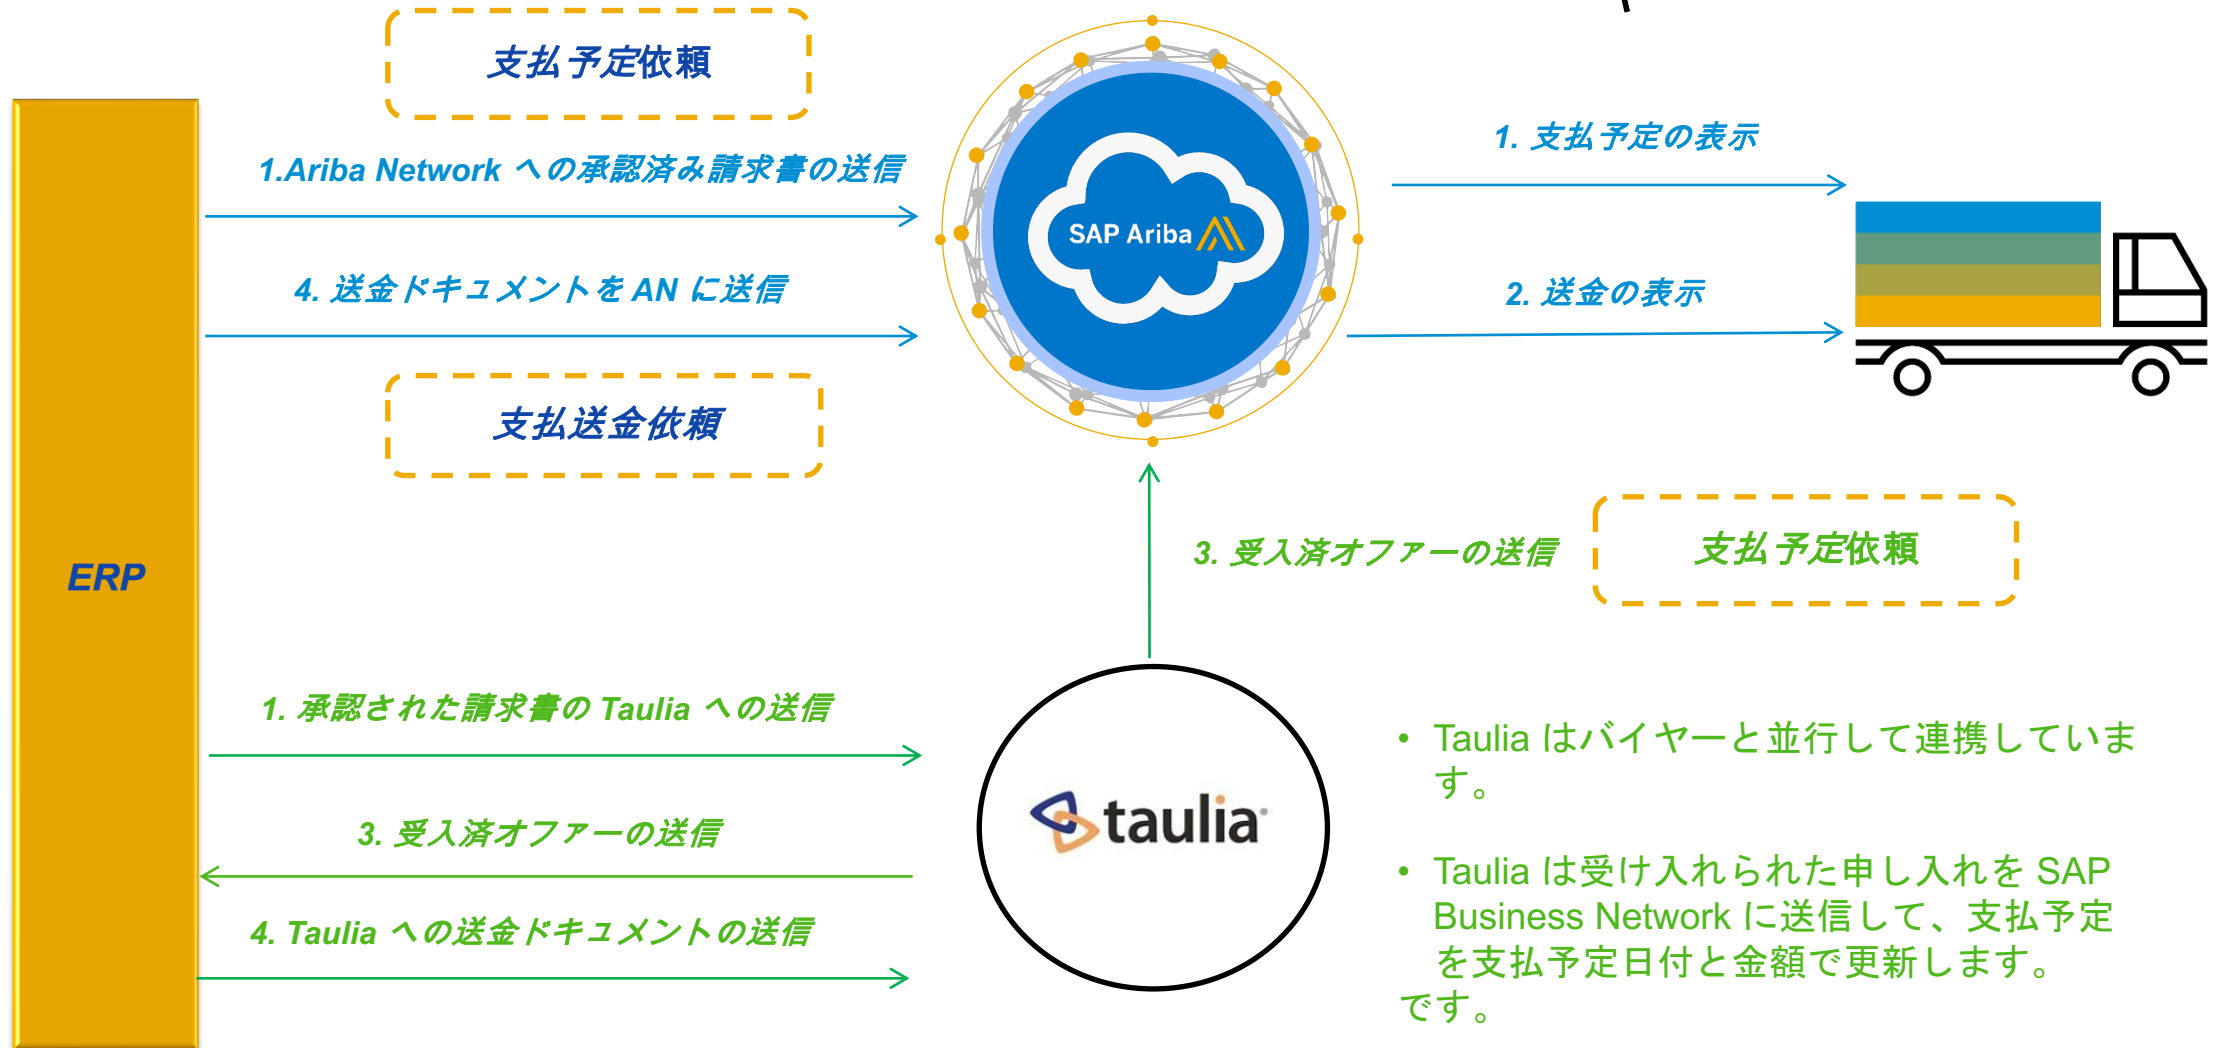 支払予定依頼
1.Ariba Network への承認済み請求書の送信
4. 送金ドキュメントを AN に送信
支払送金依頼
SAP Ariba
1. 支払予定の表示
2. 送金の表示
3. 受入済オファーの送信
支払予定依頼
ERP
1. 承認された請求書の Taulia への送信
3. 受入済オファーの送信
4. Taulia への送金ドキュメントの送信
taulia
• Taulia はバイヤーと並行して連携していま
す。
• Taulia は受け入れられた申し入れを SAP
Business Network に送信して、支払予定
を支払予定日付と金額で更新します。
です。